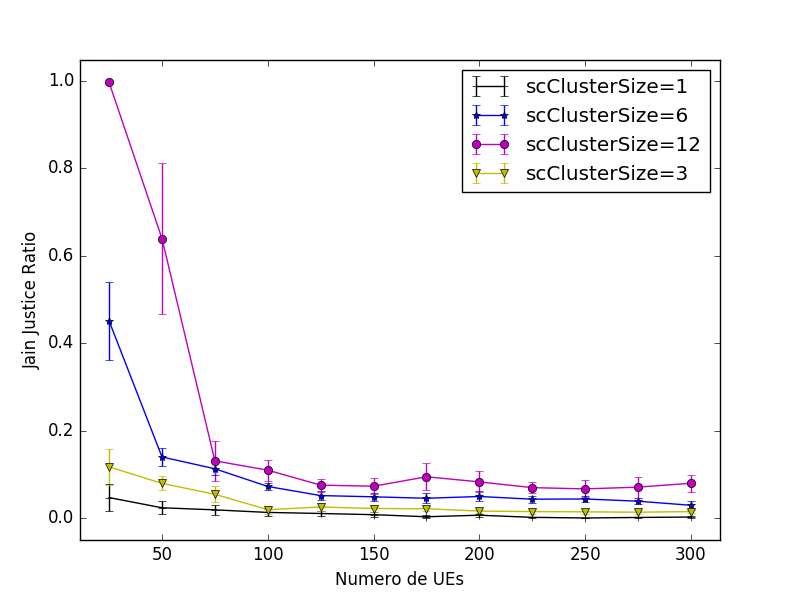 scClusterSize=1
scClusterSize=6
scClusterSize=12
scClusterSize=3
Jain Justice Ratio
1.0
0.8
0.6
0.4
0.2
0.0
50 100 150 200 250 300
Numero de UEs